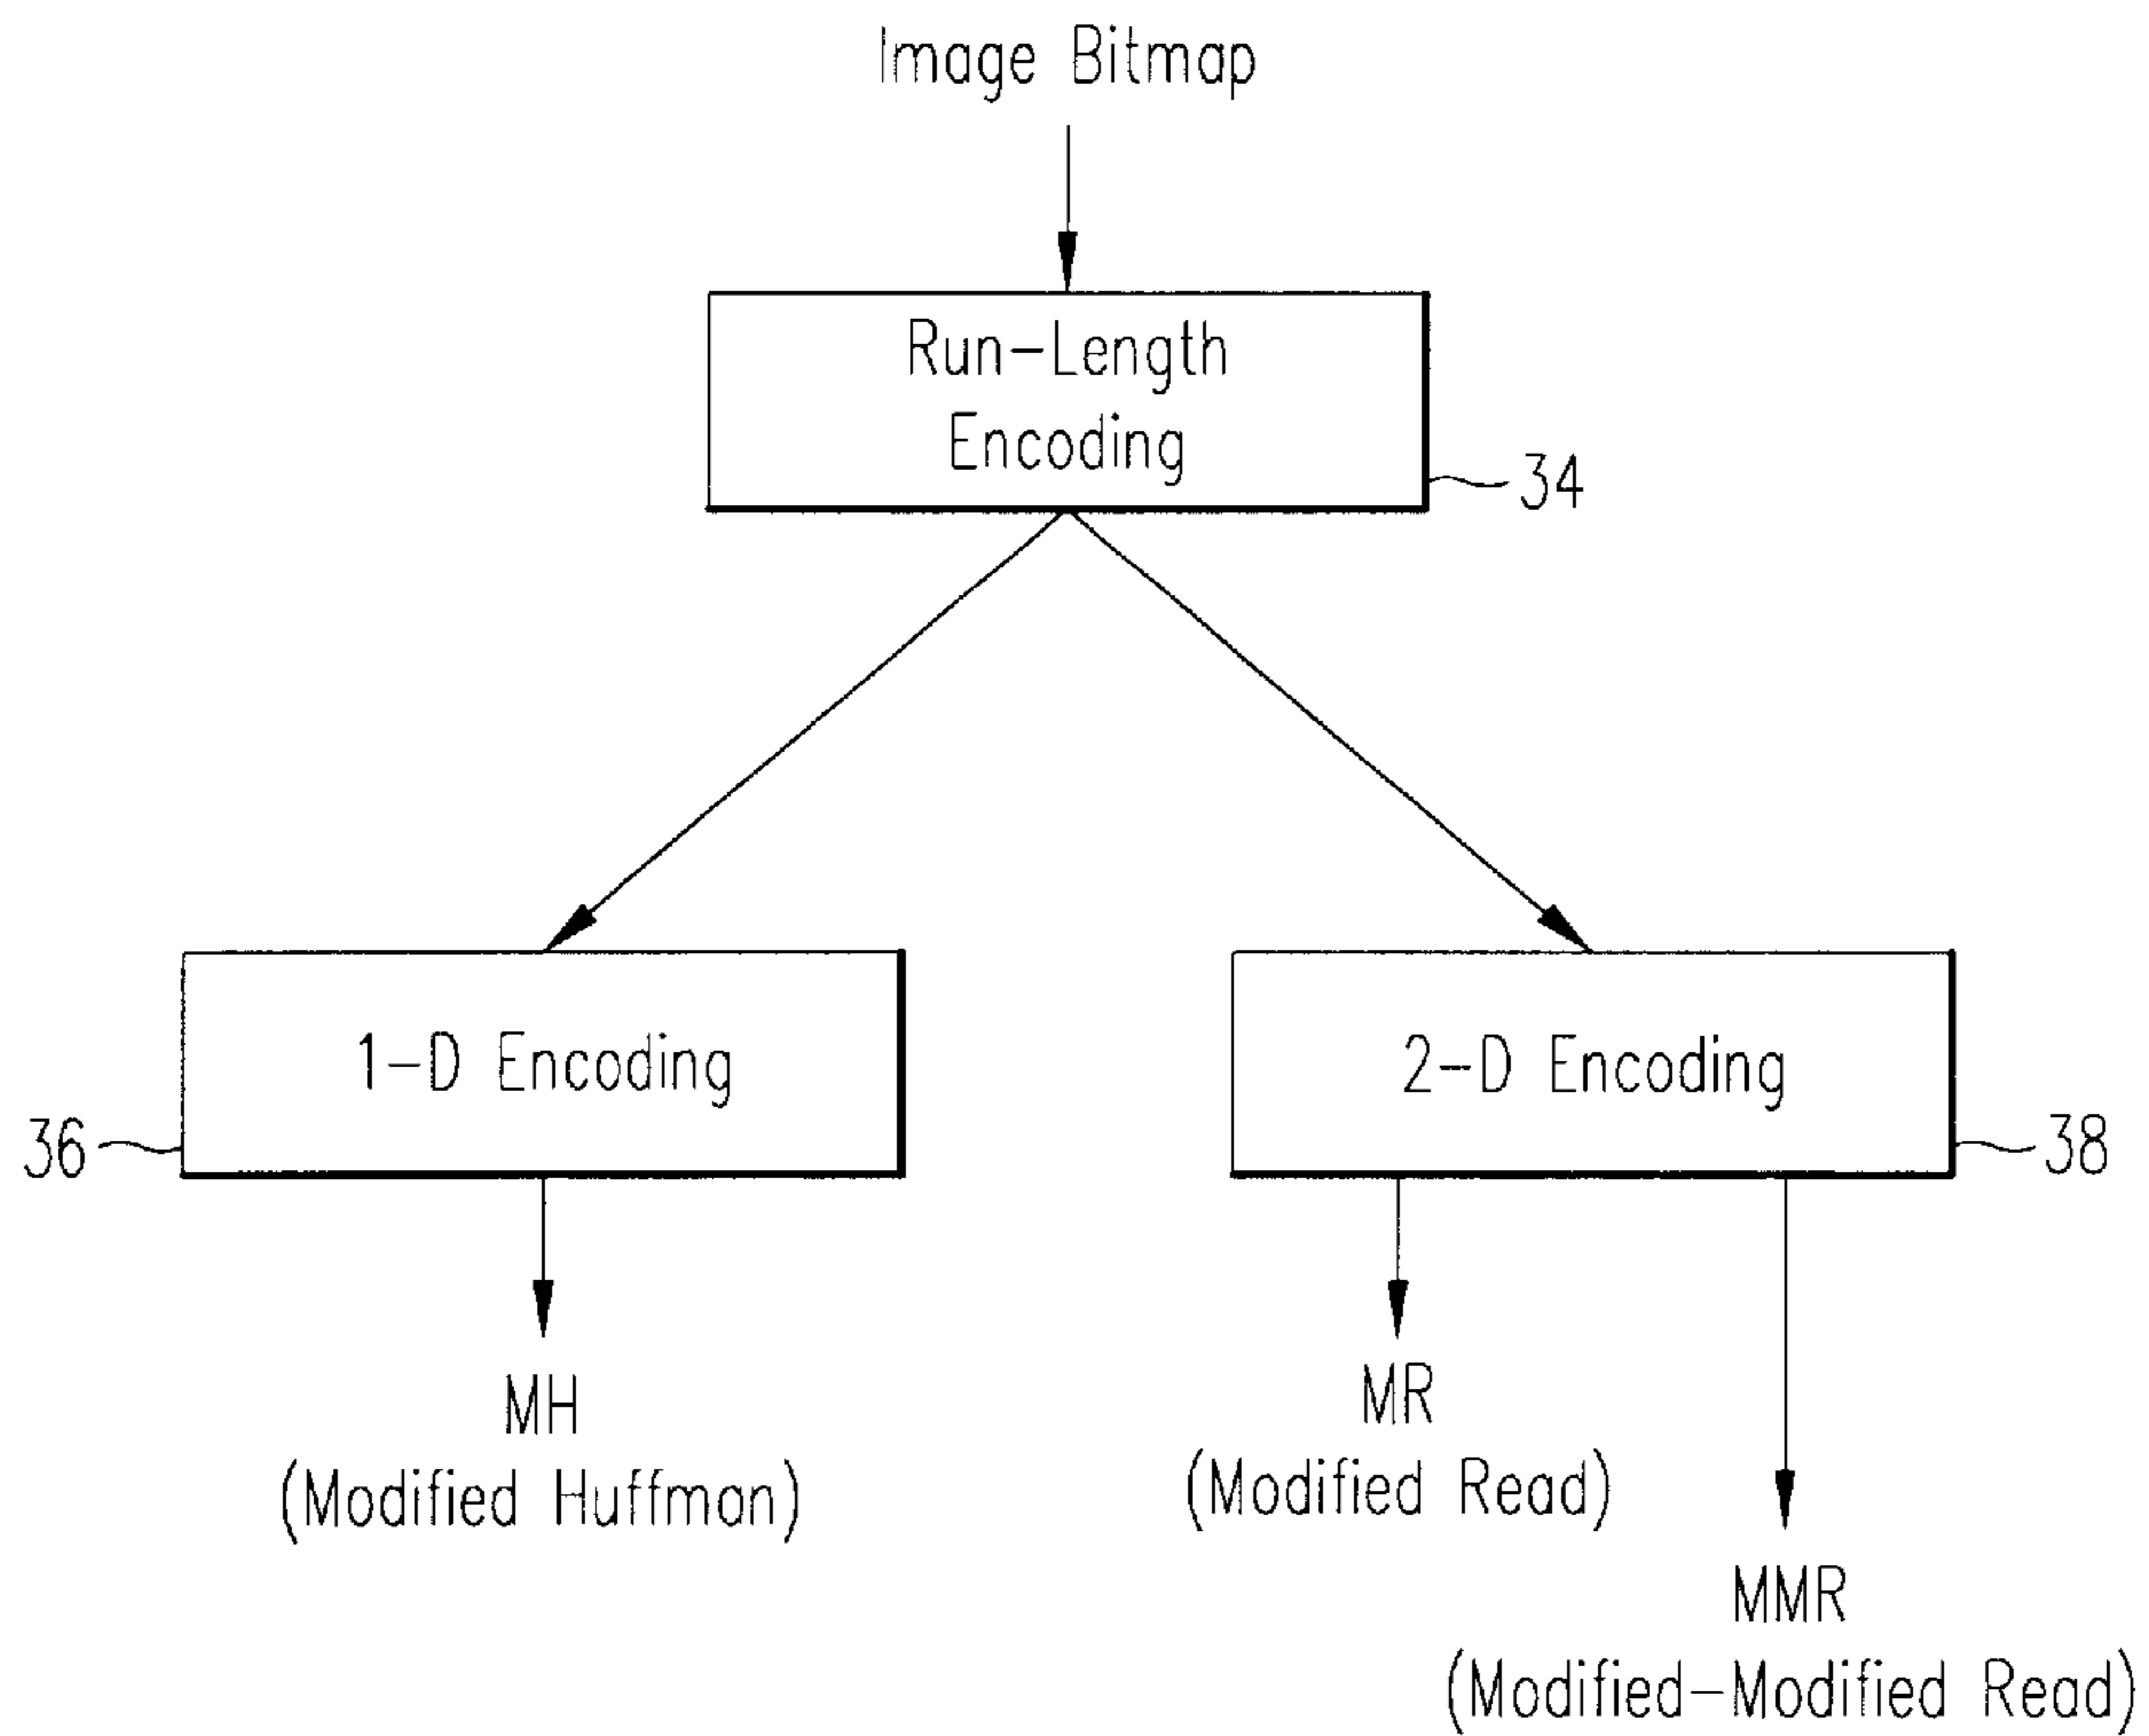 Image Bitmap
Run-Length
Encoding
34
1-D Encoding
2-D Encoding
36
38
MH
(Modified Huffman)
MR
(Modified Read)
MMR
(Modified-Modified Read)